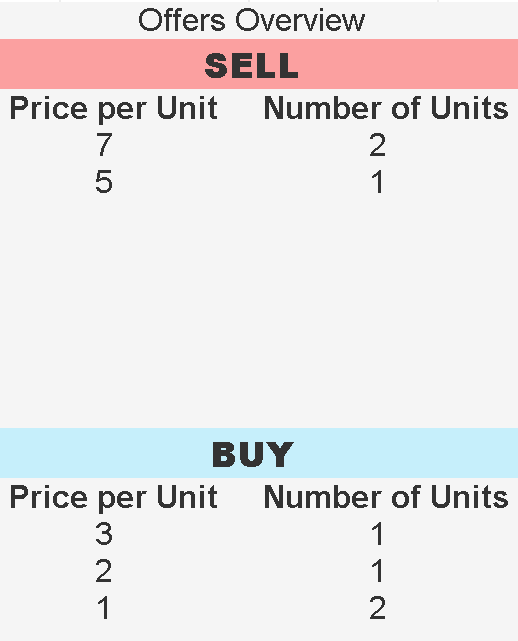 Offers Overview
SELL
Price per Unit Number of Units
7 2
5 1
BUY
Price per Unit Number of Units
3 1
2 1
1 2